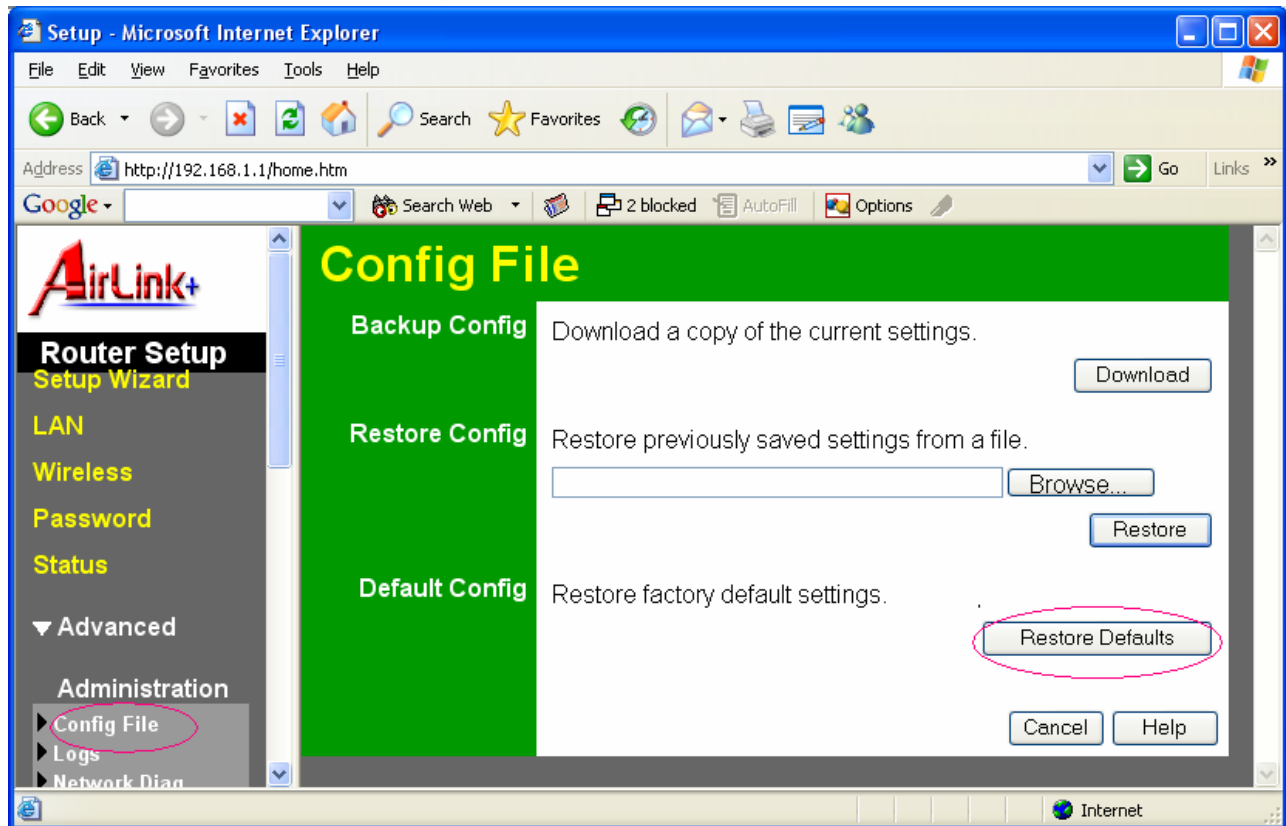 Setup - Microsoft Internet Explorer
File Edit View Favorites Tools Help
Back Search Favorites
Address http://192.168.1.1/home.htm Go Links »
Google Search Web 2 blocked AutoFill Options
AirLink+
Router Setup
Setup Wizard
LAN
Wireless
Password
Status
Advanced
Administration
Config File
Logs
Network Diag
Config File
Backup Config Download a copy of the current settings.
Download
Restore Config Restore previously saved settings from a file.
Browse...
Restore
Default Config Restore factory default settings.
Restore Defaults
Cancel Help
Internet